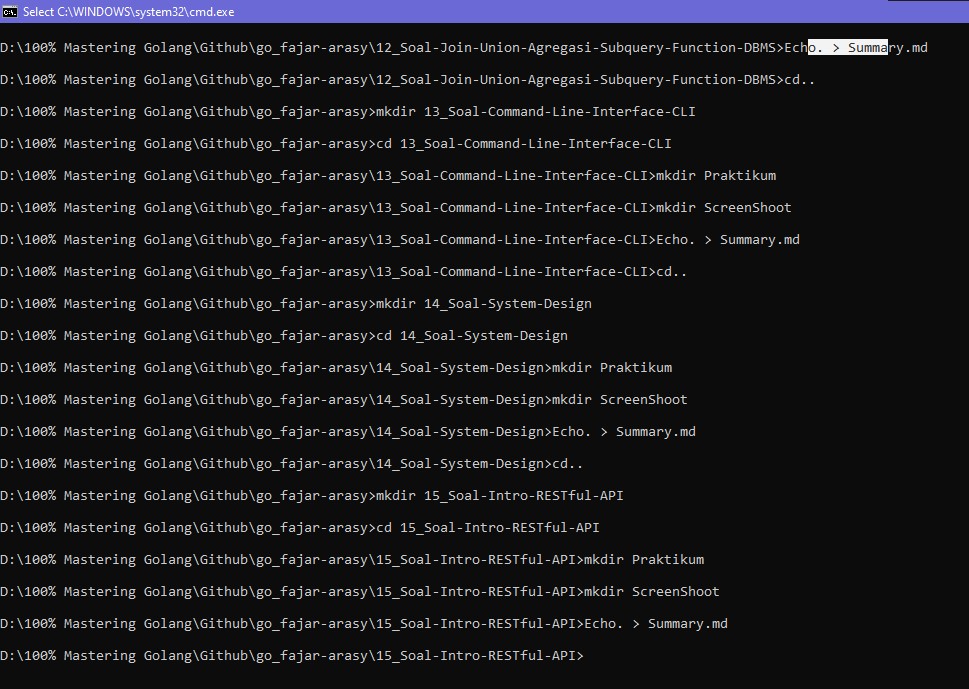 Select C:\WINDOWS\system32\cmd.exe
D:\100% Mastering Golang\Github\go_fajar-arasy\12_Soal-Join-Union-Agregasi-Subquery-Function-DBMS>Echo. > Summary.md
D:\100% Mastering Golang\Github\go_fajar-arasy\12_Soal-Join-Union-Agregasi-Subquery-Function-DBMS>cd..
D:\100% Mastering Golang\Github\go_fajar-arasy>mkdir 13_Soal-Command-Line-Interface-CLI
D:\100% Mastering Golang\Github\go_fajar-arasy>cd 13_Soal-Command-Line-Interface-CLI
D:\100% Mastering Golang\Github\go_fajar-arasy\13_Soal-Command-Line-Interface-CLI>mkdir Praktikum
D:\100% Mastering Golang\Github\go_fajar-arasy\13_Soal-Command-Line-Interface-CLI>mkdir ScreenShoot
D:\100% Mastering Golang\Github\go_fajar-arasy\13_Soal-Command-Line-Interface-CLI>Echo. > Summary.md
D:\100% Mastering Golang\Github\go_fajar-arasy\13_Soal-Command-Line-Interface-CLI>cd..
D:\100% Mastering Golang\Github\go_fajar-arasy>mkdir 14_Soal-System-Design
D:\100% Mastering Golang\Github\go_fajar-arasy>cd 14_Soal-System-Design
D:\100% Mastering Golang\Github\go_fajar-arasy\14_Soal-System-Design>mkdir Praktikum
D:\100% Mastering Golang\Github\go_fajar-arasy\14_Soal-System-Design>mkdir ScreenShoot
D:\100% Mastering Golang\Github\go_fajar-arasy\14_Soal-System-Design>Echo. > Summary.md
D:\100% Mastering Golang\Github\go_fajar-arasy\14_Soal-System-Design>cd..
D:\100% Mastering Golang\Github\go_fajar-arasy>mkdir 15_Soal-Intro-RESTful-API
D:\100% Mastering Golang\Github\go_fajar-arasy>cd 15_Soal-Intro-RESTful-API
D:\100% Mastering Golang\Github\go_fajar-arasy\15_Soal-Intro-RESTful-API>mkdir Praktikum
D:\100% Mastering Golang\Github\go_fajar-arasy\15_Soal-Intro-RESTful-API>mkdir ScreenShoot
D:\100% Mastering Golang\Github\go_fajar-arasy\15_Soal-Intro-RESTful-API>Echo. > Summary.md
D:\100% Mastering Golang\Github\go_fajar-arasy\15_Soal-Intro-RESTful-API>